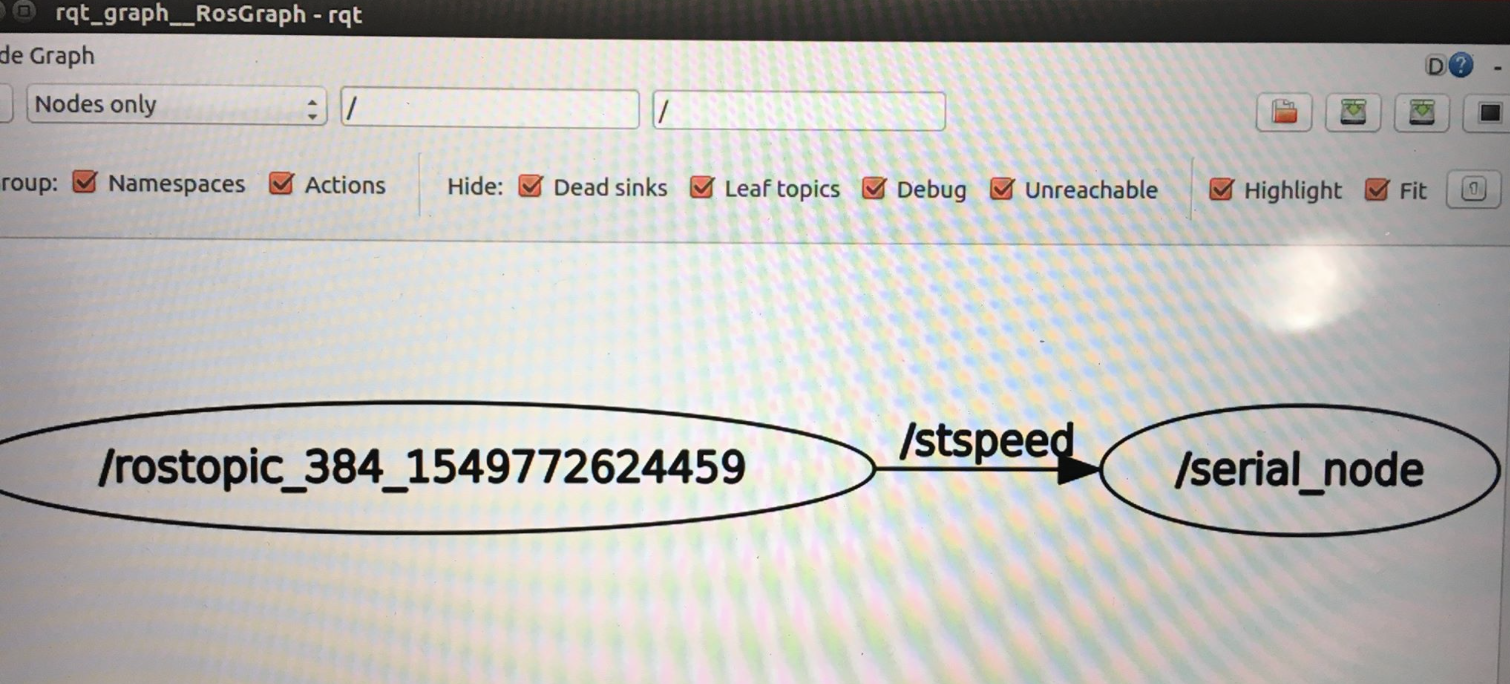 rqt_graph__RosGraph - rqt
de Graph
D ? -
Nodes only / /
roup: Namespaces Actions Hide: Dead sinks Leaf topics Debug Unreachable Highlight Fit
/rostopic_384_1549772624459 /stspeed /serial_node